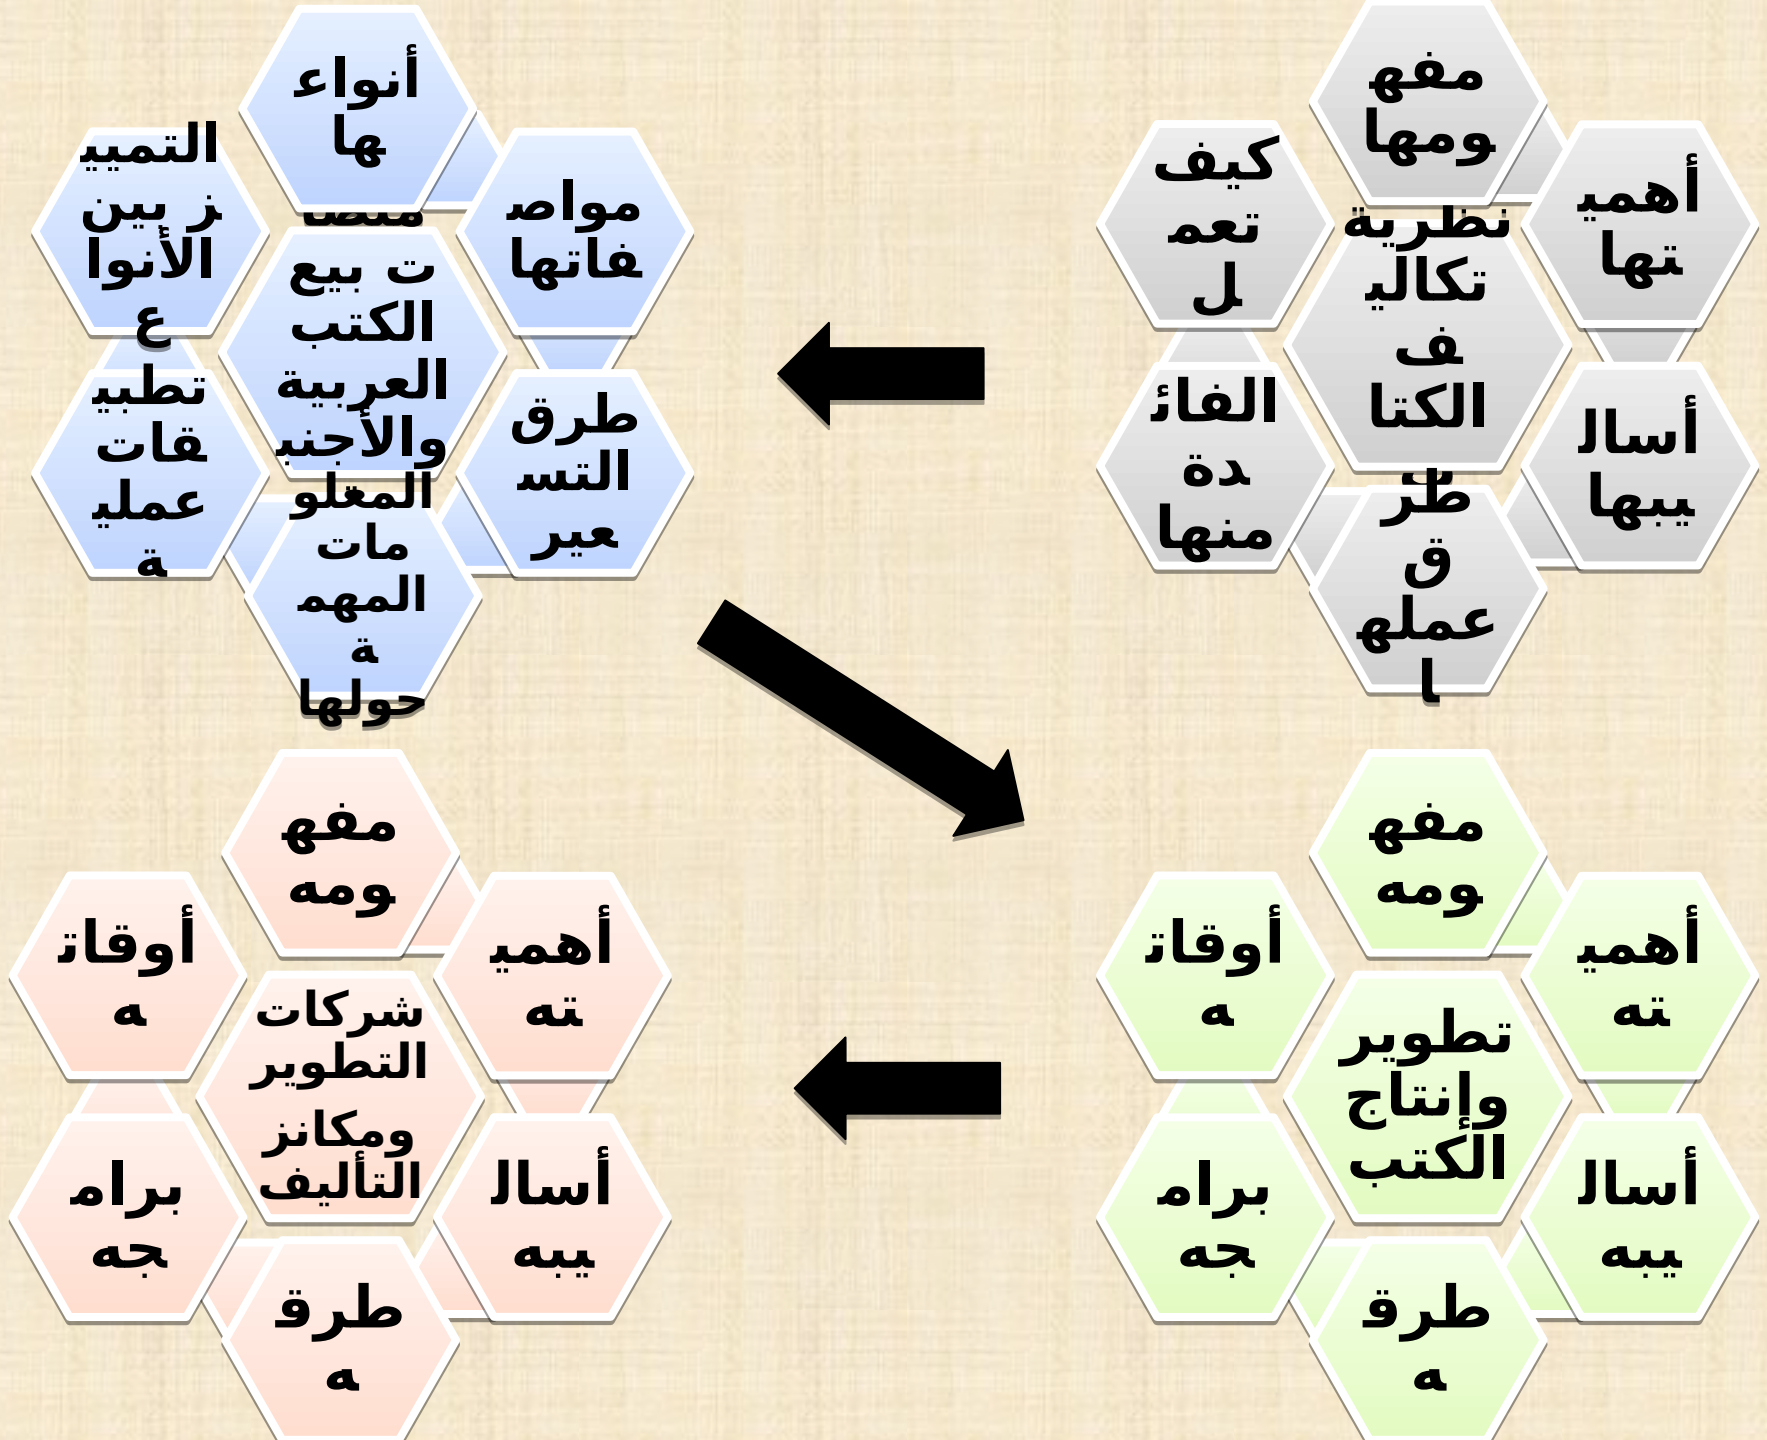 مفه
ومها
أهمي
تها
أسال
يبها
طر
ق
عمله
ا
الفائ
دة
منها
كيف
تعم
ل
نظرية
تكالي
ف
الكتا
ب
أنواع
ها
مواص
فاتها
طرق
التس
عير
المعلو
مات
المهم
ة
حولها
تطبي
قات
عملي
ة
التميي
ز بين
الأنوا
ع
منصا
ت بيع
الكتب
العربية
والأجنب
مفه
ومه
أهمي
ته
أسال
يبه
طرق
ه
برام
جه
أوقات
ه
تطوير
وإنتاج
الكتب
مفه
ومه
أهمي
ته
أسال
يبه
طرق
ه
برام
جه
أوقات
ه
شركات
التطوير
ومكانز
التأليف